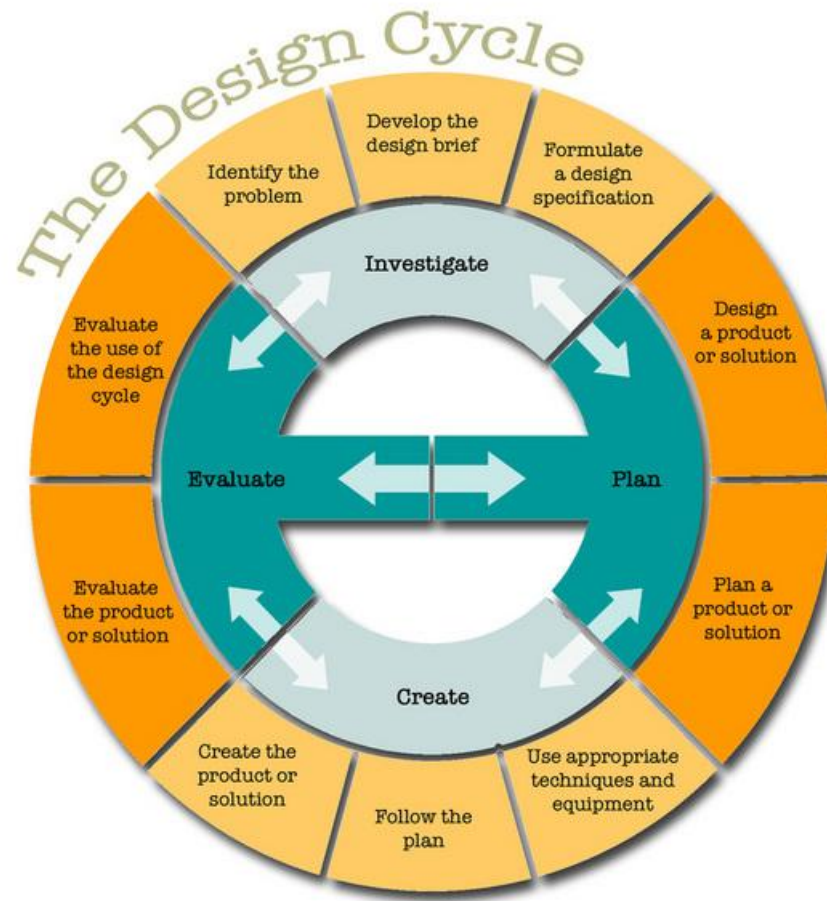 The Design Cycle
Identify the
problem
Develop the
design brief
Formulate
a design
specification
Design
a product
or solution
Plan a
product or
solution
Use appropriate
techniques and
equipment
Follow the
plan
Create the
product or
solution
Evaluate
the product
or solution
Evaluate
the use of
the design
cycle
Investigate
Plan
Create
Evaluate